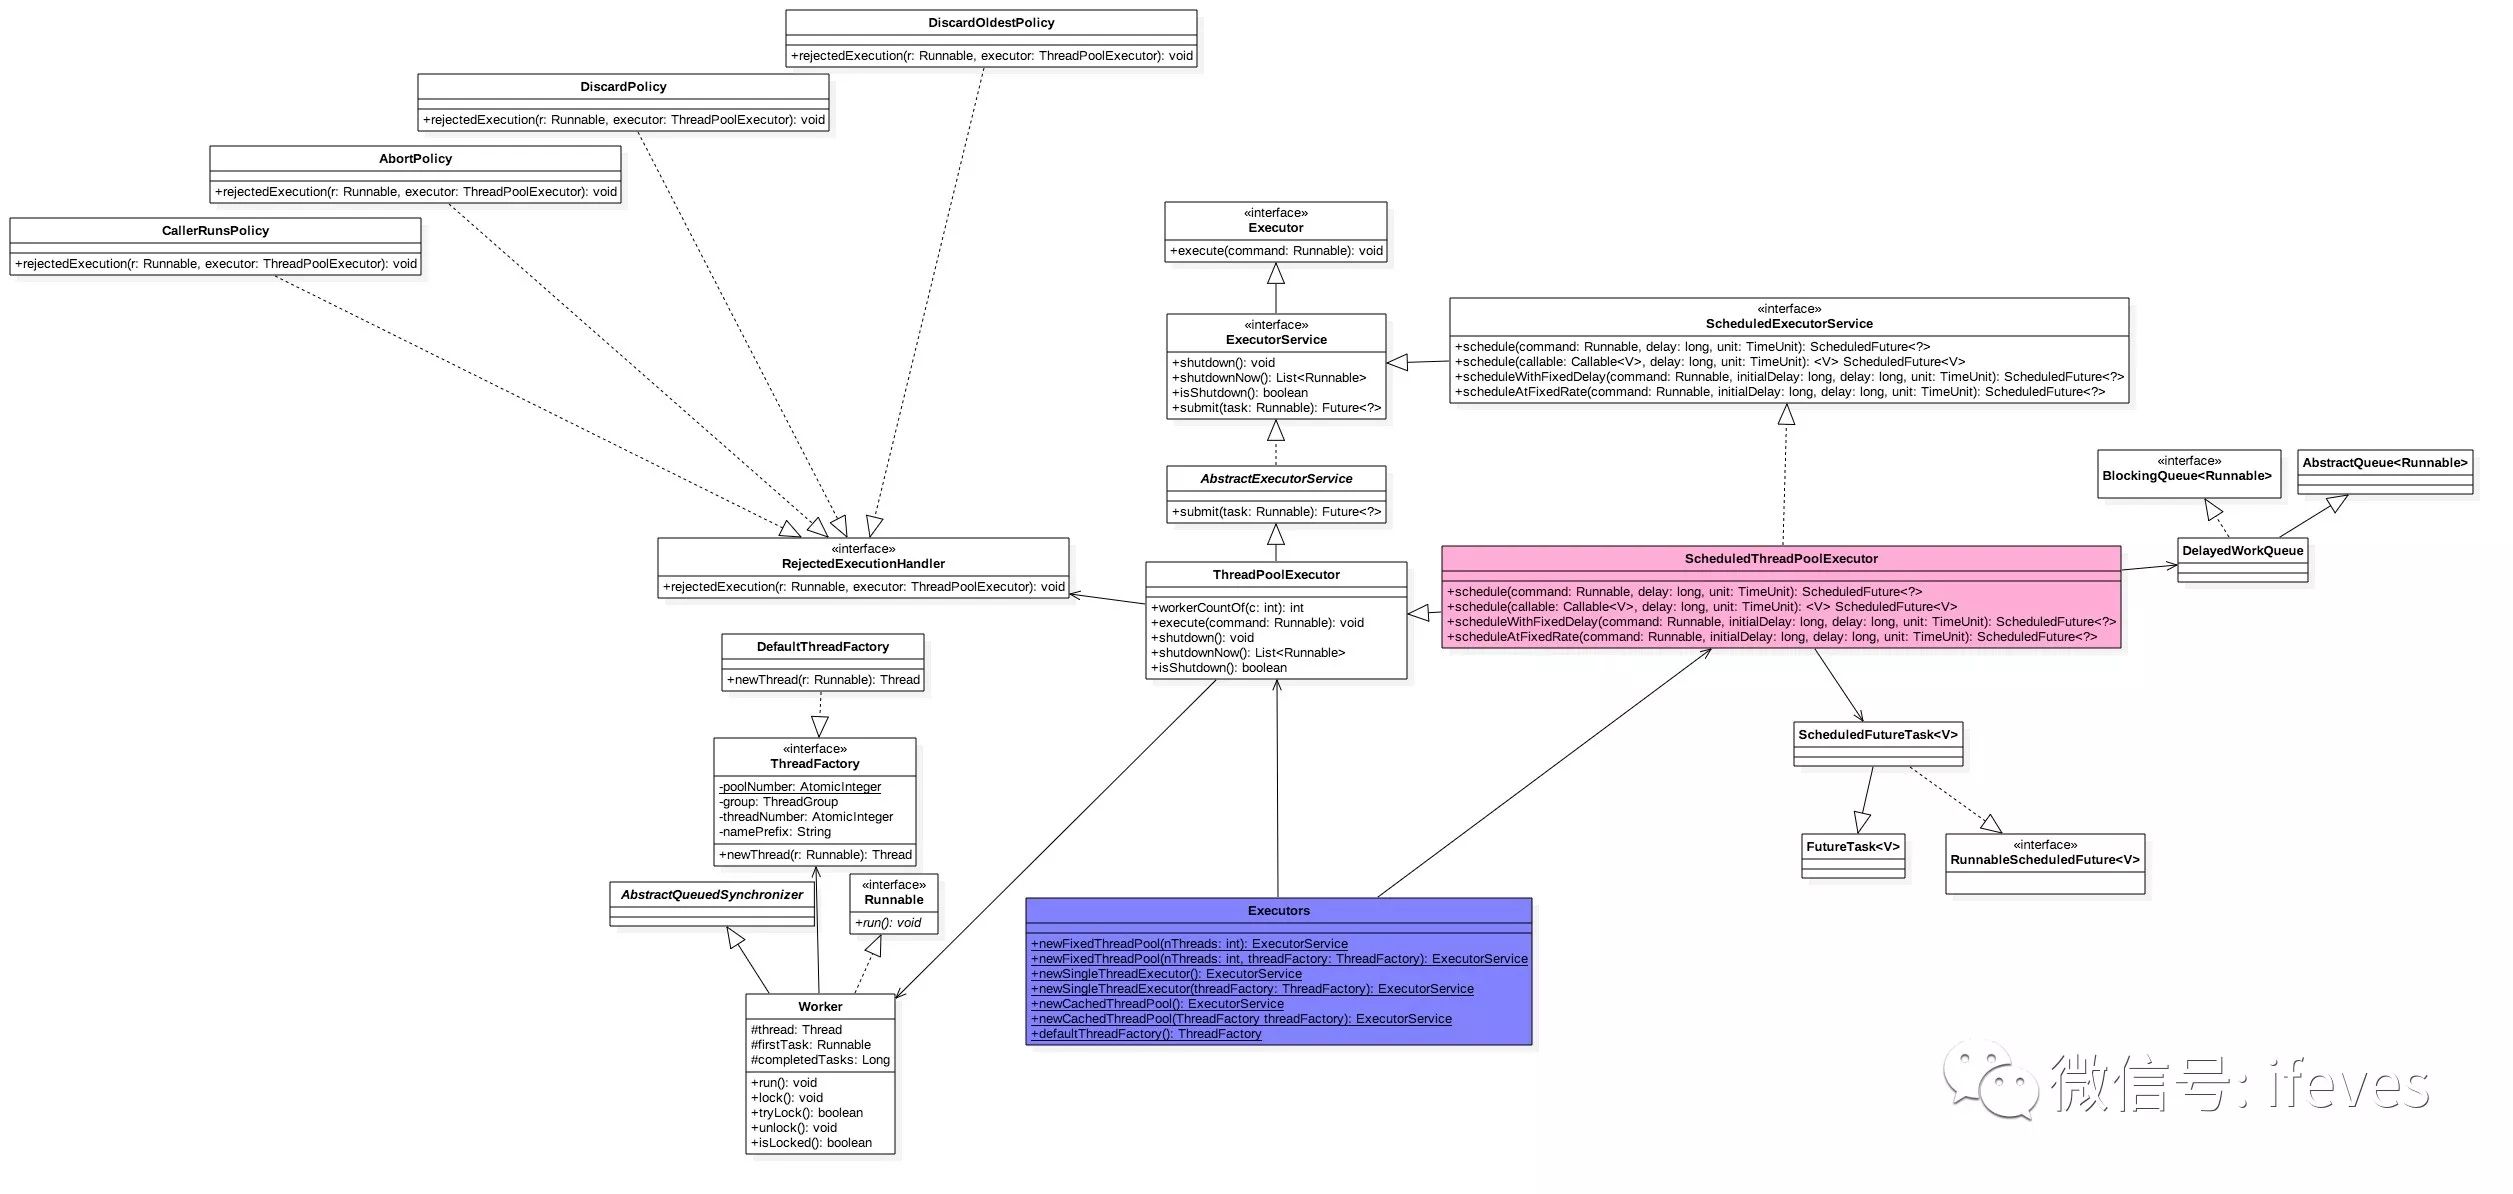 DiscardOldestPolicy
+rejectedExecution(r: Runnable, executor: ThreadPoolExecutor): void
DiscardPolicy
+rejectedExecution(r: Runnable, executor: ThreadPoolExecutor): void
AbortPolicy
+rejectedExecution(r: Runnable, executor: ThreadPoolExecutor): void
CallerRunsPolicy
+rejectedExecution(r: Runnable, executor: ThreadPoolExecutor): void
«interface»
Executor
+execute(command: Runnable): void
«interface»
ExecutorService
+shutdown(): void
+shutdownNow(): List<Runnable>
+isShutdown(): boolean
+submit(task: Runnable): Future<?>
«interface»
ScheduledExecutorService
+schedule(command: Runnable, delay: long, unit: TimeUnit): ScheduledFuture<?>
+schedule(callable: Callable<V>, delay: long, unit: TimeUnit): <V> ScheduledFuture<V>
+scheduleWithFixedDelay(command: Runnable, initialDelay: long, delay: long, unit: TimeUnit): ScheduledFuture<?>
+scheduleAtFixedRate(command: Runnable, initialDelay: long, delay: long, unit: TimeUnit): ScheduledFuture<?>
AbstractExecutorService
+submit(task: Runnable): Future<?>
«interface»
BlockingQueue<Runnable>
AbstractQueue<Runnable>
DelayedWorkQueue
«interface»
RejectedExecutionHandler
+rejectedExecution(r: Runnable, executor: ThreadPoolExecutor): void
ThreadPoolExecutor
+workerCountOf(c: int): int
+execute(command: Runnable): void
+shutdown(): void
+shutdownNow(): List<Runnable>
+isShutdown(): boolean
ScheduledThreadPoolExecutor
+schedule(command: Runnable, delay: long, unit: TimeUnit): ScheduledFuture<?>
+schedule(callable: Callable<V>, delay: long, unit: TimeUnit): <V> ScheduledFuture<V>
+scheduleWithFixedDelay(command: Runnable, initialDelay: long, delay: long, unit: TimeUnit): ScheduledFuture<?>
+scheduleAtFixedRate(command: Runnable, initialDelay: long, delay: long, unit: TimeUnit): ScheduledFuture<?>
DefaultThreadFactory
+newThread(r: Runnable): Thread
«interface»
ThreadFactory
-poolNumber: AtomicInteger
-group: ThreadGroup
-threadNumber: AtomicInteger
-namePrefix: String
+newThread(r: Runnable): Thread
ScheduledFutureTask<V>
FutureTask<V>
«interface»
RunnableScheduledFuture<V>
AbstractQueuedSynchronizer
«interface»
Runnable
+run(): void
Executors
+newFixedThreadPool(nThreads: int): ExecutorService
+newFixedThreadPool(nThreads: int, threadFactory: ThreadFactory): ExecutorService
+newSingleThreadExecutor(): ExecutorService
+newSingleThreadExecutor(threadFactory: ThreadFactory): ExecutorService
+newCachedThreadPool(): ExecutorService
+newCachedThreadPool(ThreadFactory threadFactory): ExecutorService
+defaultThreadFactory(): ThreadFactory
Worker
#thread: Thread
#firstTask: Runnable
#completedTasks: Long
+run(): void
+lock(): void
+tryLock(): boolean
+unlock(): void
+isLocked(): boolean
微信号: ifeves